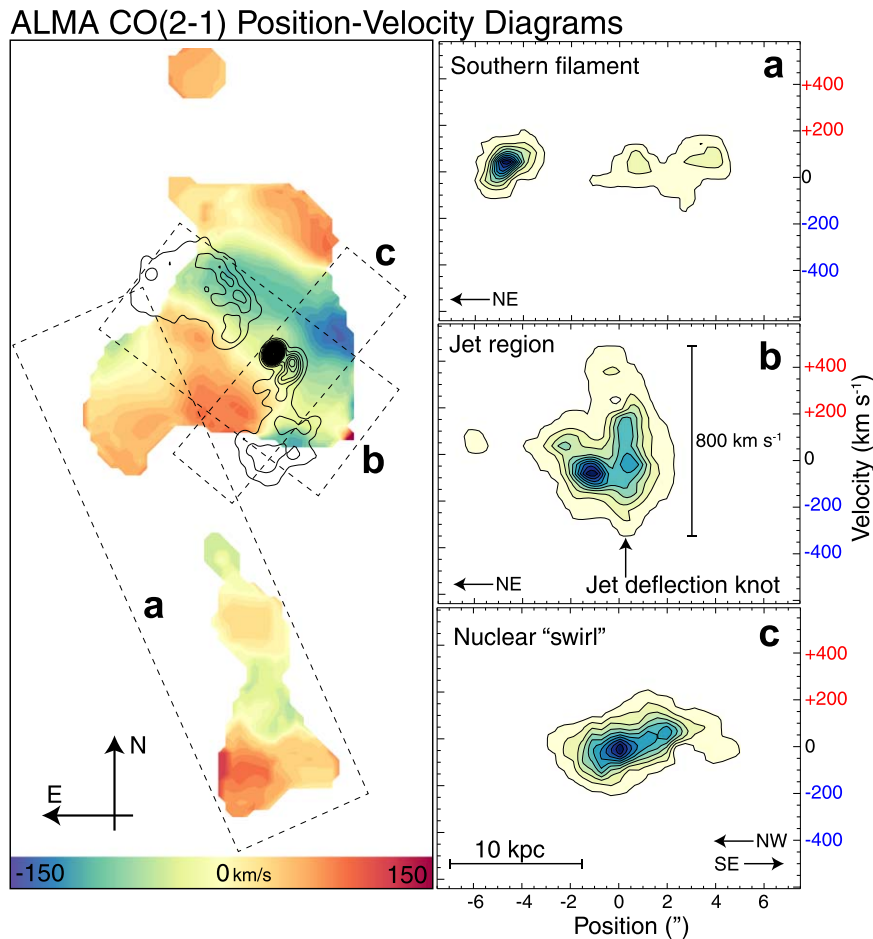 ALMA CO(2-1) Position-Velocity Diagrams
c
b
a
N
E
-150 0 km/s 150
Southern filament a
+400
+200
0
-200
-400
NE
Jet region b
+400
+200
800 km s-1
0
-200
-400
NE Jet deflection knot
Velocity (km s-1)
Nuclear “swirl” c
+400
+200
0
-200
-400
10 kpc
NW
SE
-6 -4 -2 0 2 4 6
Position (”)